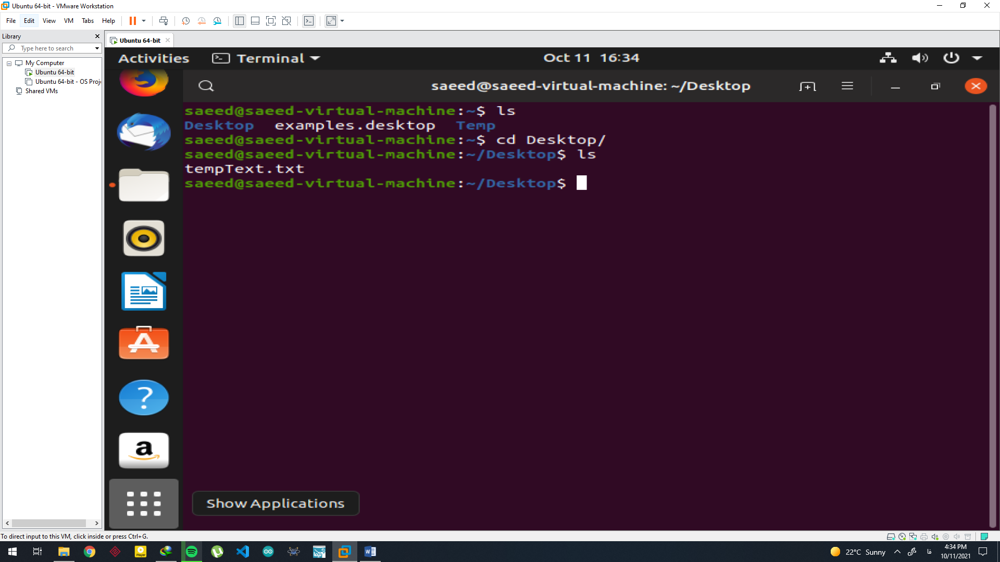 Ubuntu 64-bit - VMware Workstation
File Edit View VM Tabs Help
Library
Type here to search
My Computer
Ubuntu 64-bit
Ubuntu 64-bit - OS Proj
Shared VMs
Ubuntu 64-bit
Activities Terminal Oct 11 16:34
saeed@saeed-virtual-machine: ~/Desktop
saeed@saeed-virtual-machine:~$ ls
Desktop examples.desktop Temp
saeed@saeed-virtual-machine:~$ cd Desktop/
saeed@saeed-virtual-machine:~/Desktop$ ls
tempText.txt
saeed@saeed-virtual-machine:~/Desktop$
a
Show Applications
To direct input to this VM, click inside or press Ctrl+G.
Player
22°C Sunny
فا
4:34 PM
10/11/2021